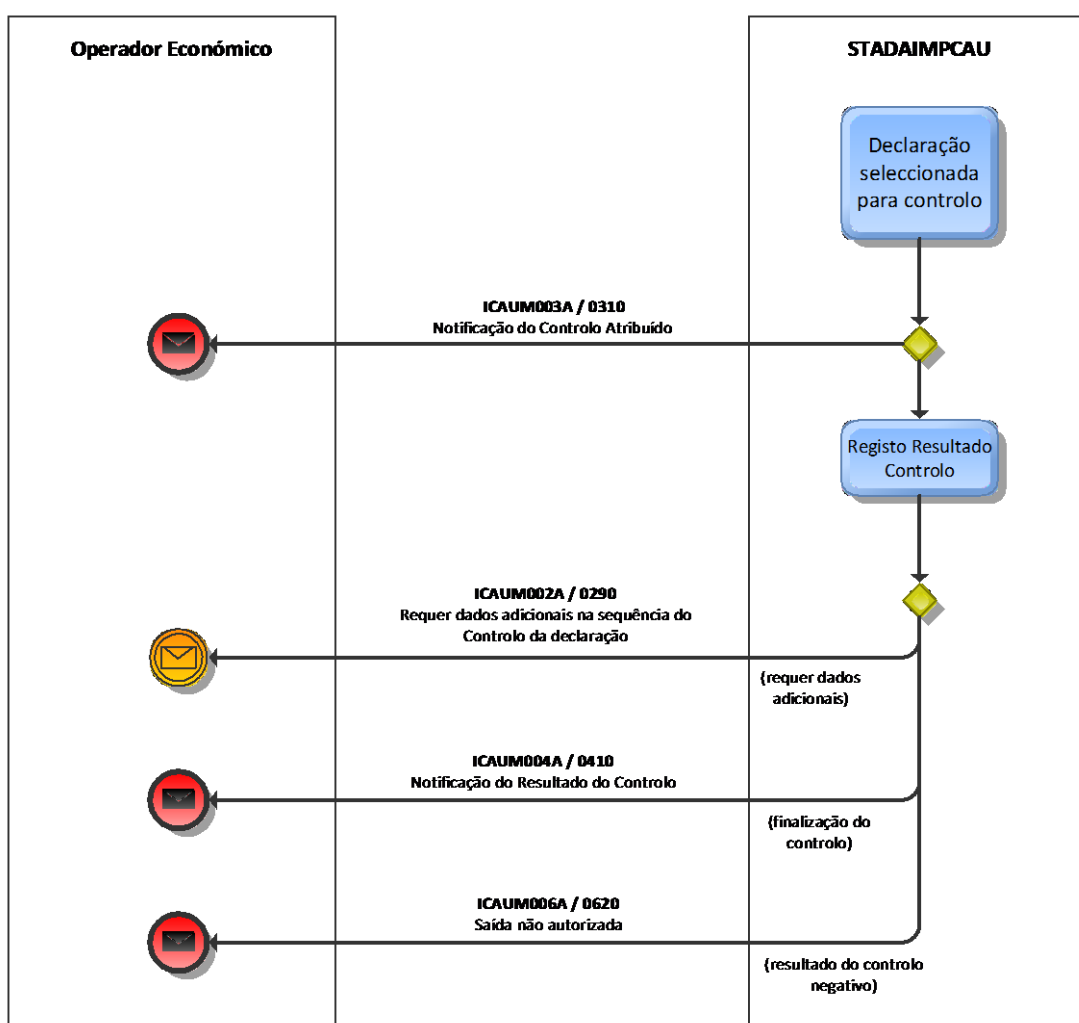 Operador Económico
STADAIMPCAU
Declaração
seleccionada
para controlo
ICAUM003A / 0310
Notificação do Controlo Atribuído
Registo Resultado
Controlo
ICAUM002A / 0290
Requer dados adicionais na sequência do
Controlo da declaração
(requer dados
adicionais)
ICAUM004A / 0410
Notificação do Resultado do Controlo
(finalização do
controlo)
ICAUM006A / 0620
Saída não autorizada
(resultado do controlo
negativo)